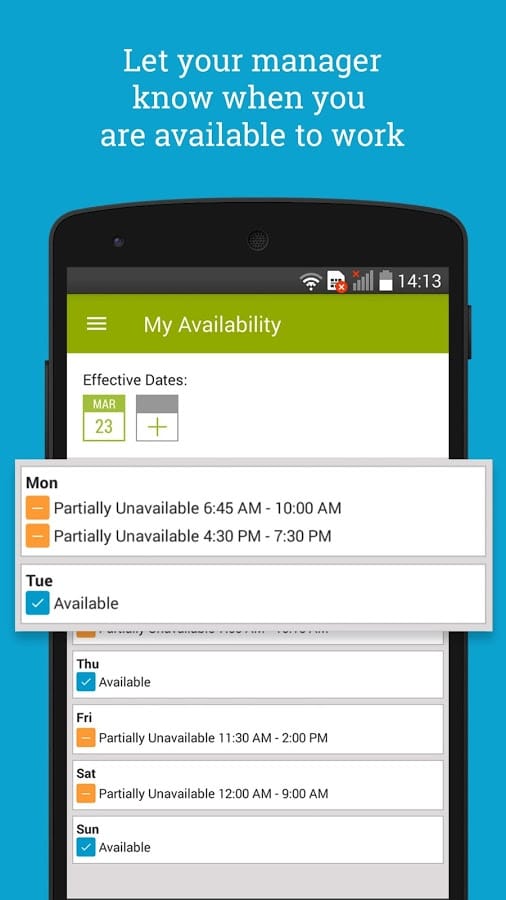 Let your manager
know when you
are available to work
14:13
My Availability
Effective Dates:
MAR
23
Mon
Partially Unavailable 6:45 AM - 10:00 AM
Partially Unavailable 4:30 PM - 7:30 PM
Tue
Available
Thu
Available
Fri
Partially Unavailable 11:30 AM - 2:00 PM
Sat
Partially Unavailable 12:00 AM - 9:00 AM
Sun
Available